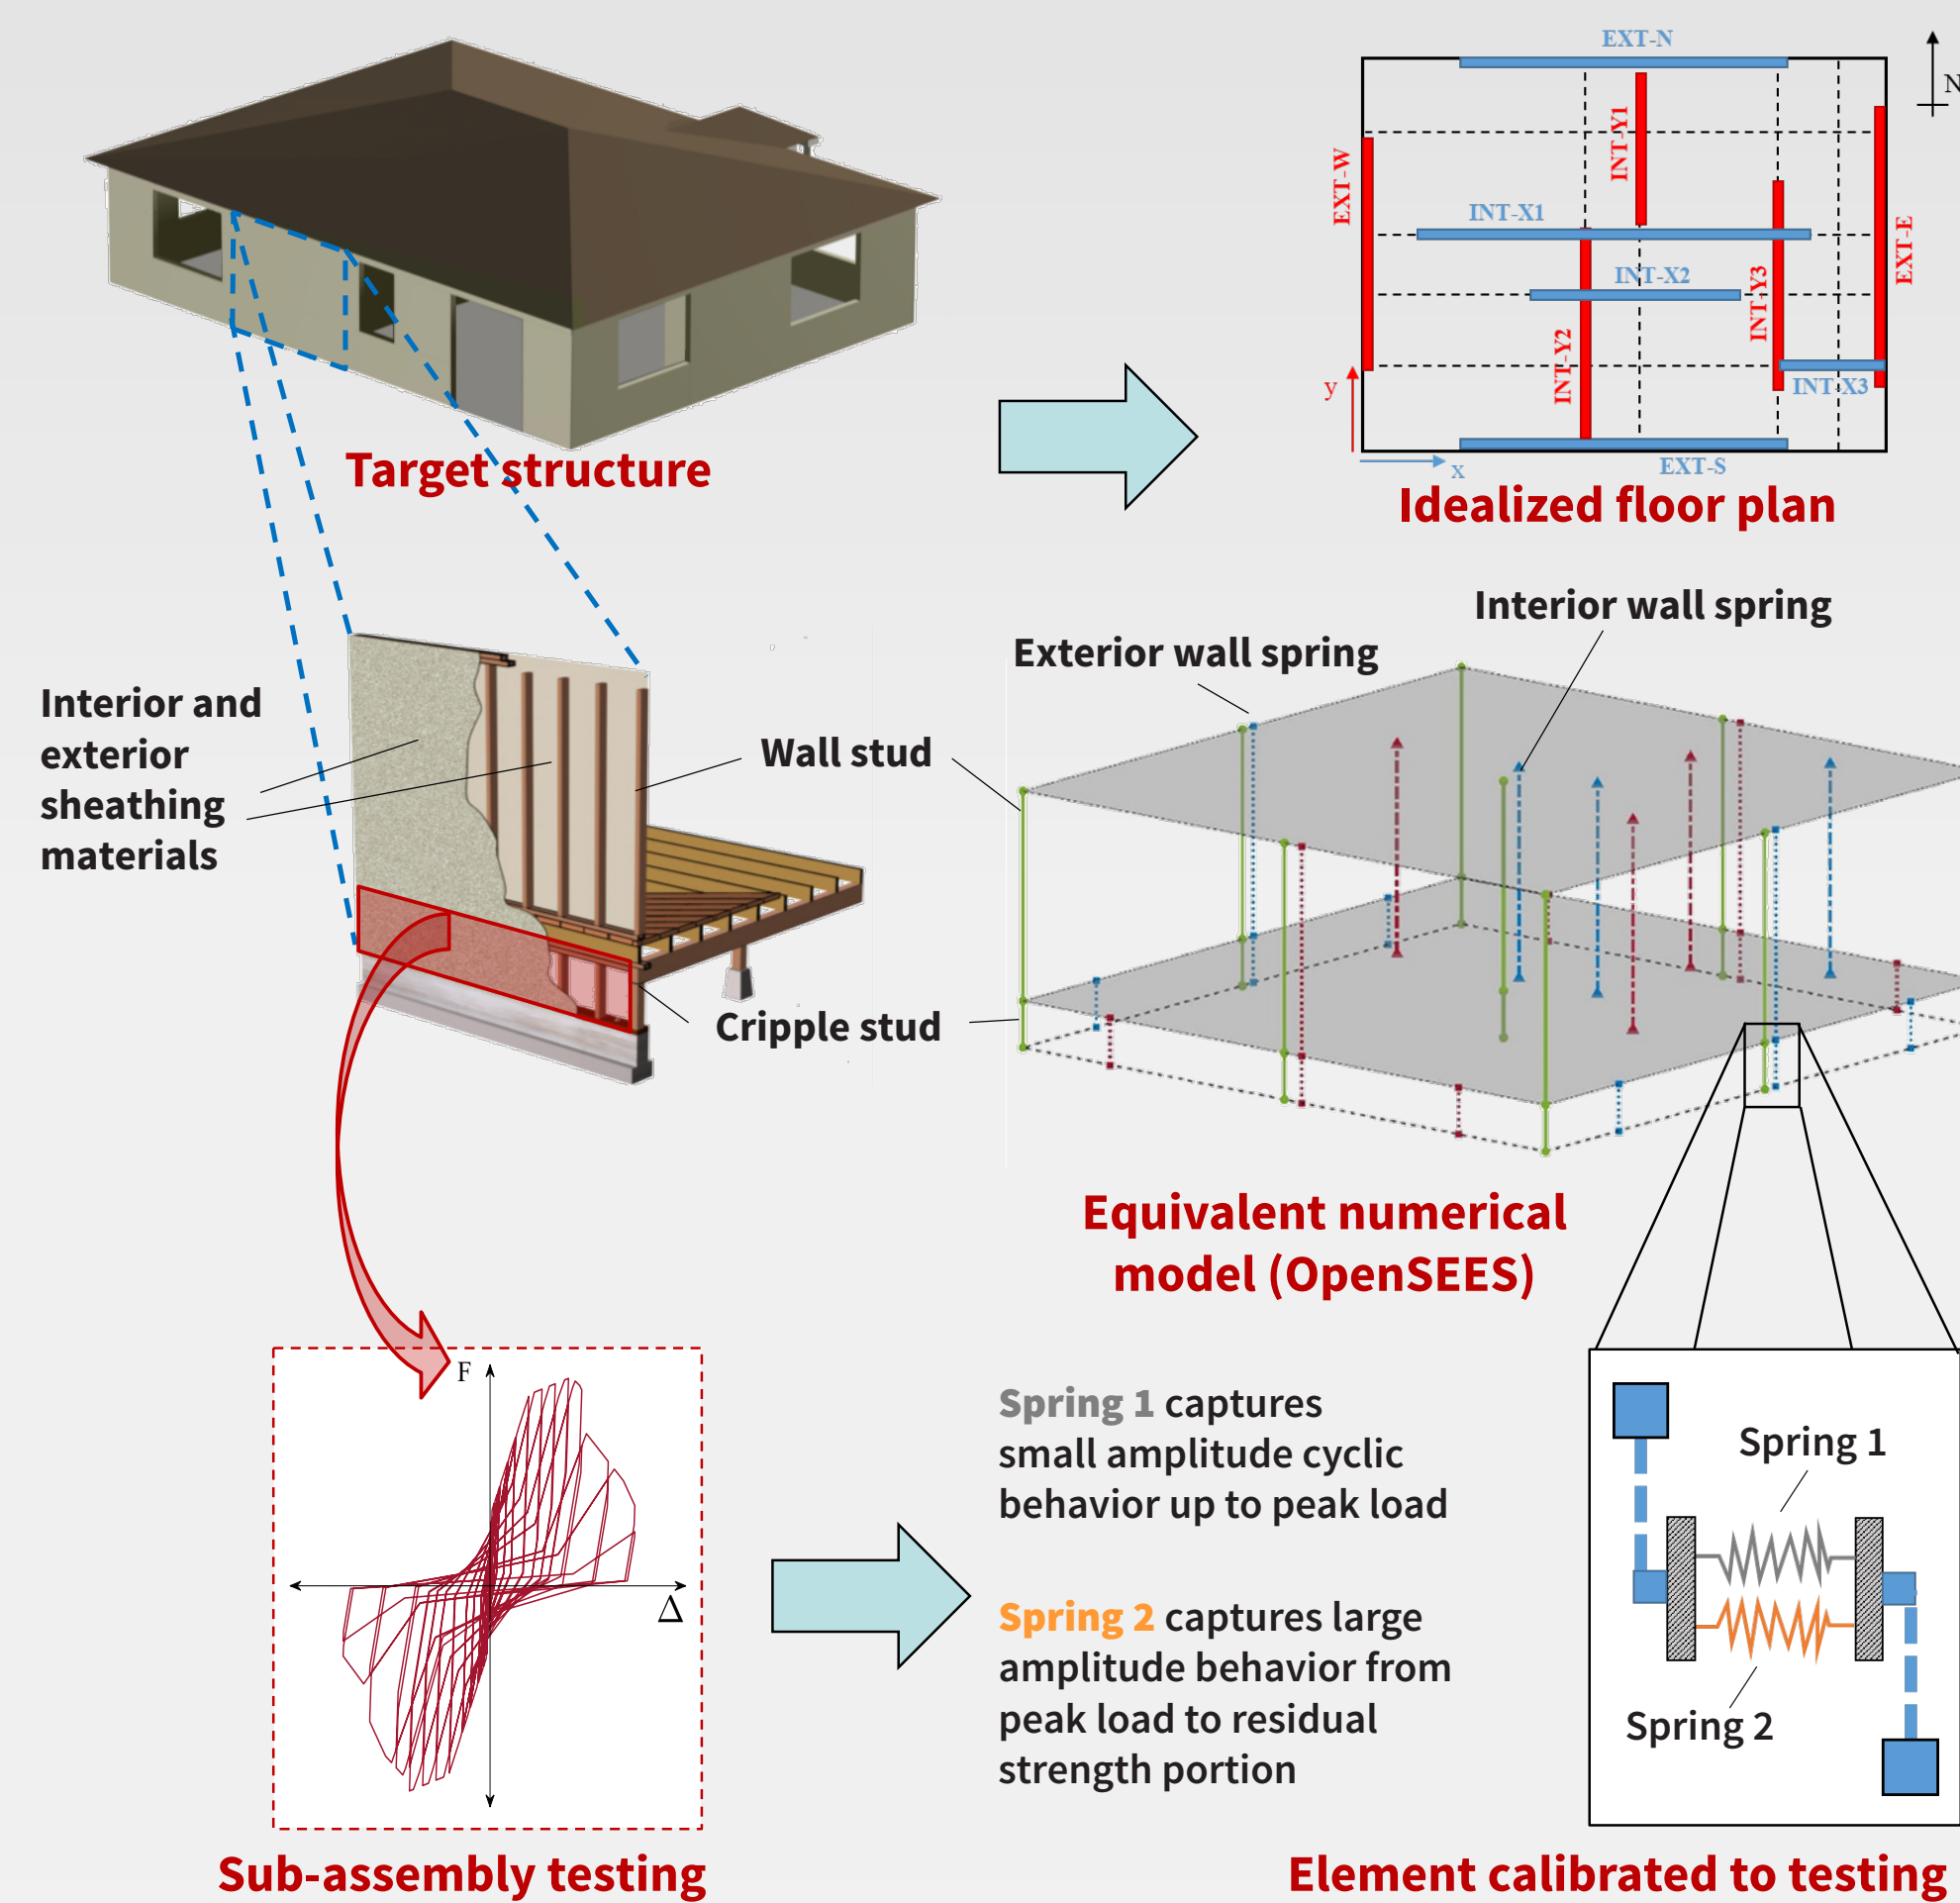 EXT-N
N
EXT-W
INT-Y1
INT-X1
EXT-E
INT-X2
INT-Y3
INT-Y2
INT-X3
y
x
EXT-S
Target structure
Idealized floor plan
Interior wall spring
Exterior wall spring
Interior and
exterior
sheathing
materials
Wall stud
Cripple stud
Equivalent numerical
model (OpenSEES)
F
Δ
Spring 1 captures
small amplitude cyclic
behavior up to peak load
Spring 2 captures large
amplitude behavior from
peak load to residual
strength portion
Spring 1
Spring 2
Sub-assembly testing
Element calibrated to testing